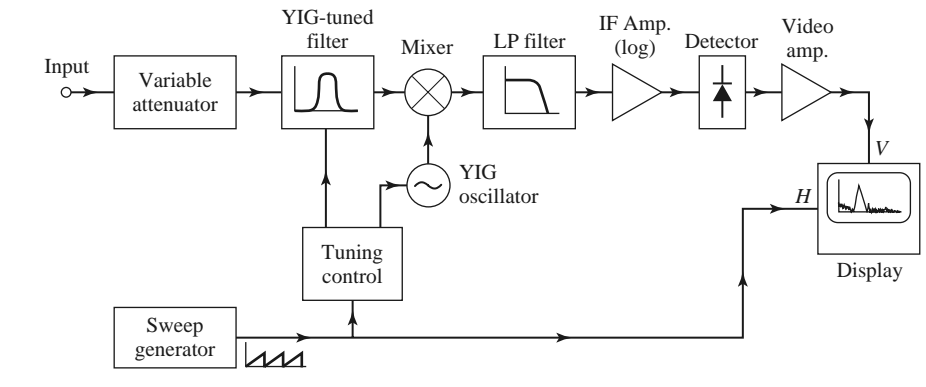 YIG-tuned
filter
Mixer
LP filter
IF Amp.
(log)
Detector
Video
amp.
Input
Variable
attenuator
YIG
oscillator
V
H
Tuning
control
Display
Sweep
generator